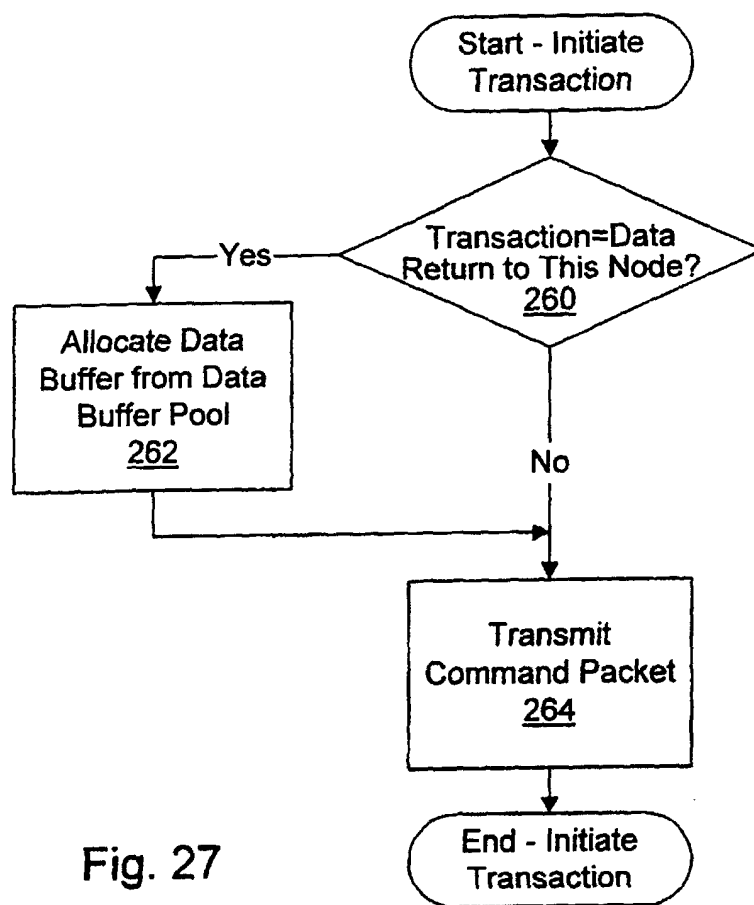 Start - Initiate
Transaction
Transaction=Data
Return to This Node?
260
Yes
Allocate Data
Buffer from Data
Buffer Pool
262
No
Transmit
Command Packet
264
End - Initiate
Transaction
Fig. 27